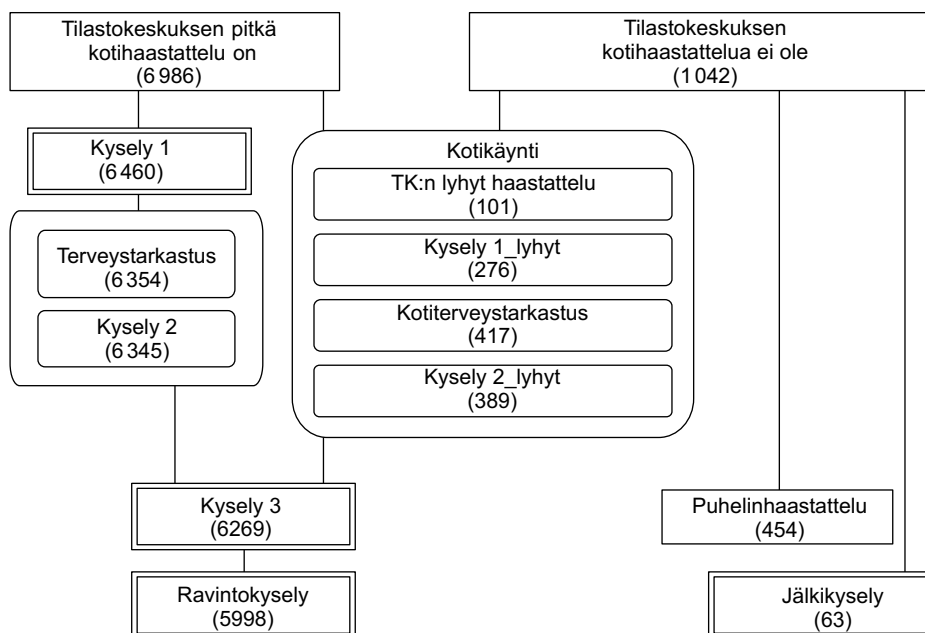 Tilastokeskuksen pitkä
kotihaastattelu on
(6 986)
Tilastokeskuksen
kotihaastattelua ei ole
(1 042)
Kysely 1
(6 460)
Terveystarkastus
(6 354)
Kysely 2
(6 345)
Kotikäynti
TK:n lyhyt haastattelu
(101)
Kysely 1_lyhyt
(276)
Kotiterveystarkastus
(417)
Kysely 2_lyhyt
(389)
Kysely 3
(6269)
Ravintokysely
(5998)
Puhelinhaastattelu
(454)
Jälkikysely
(63)